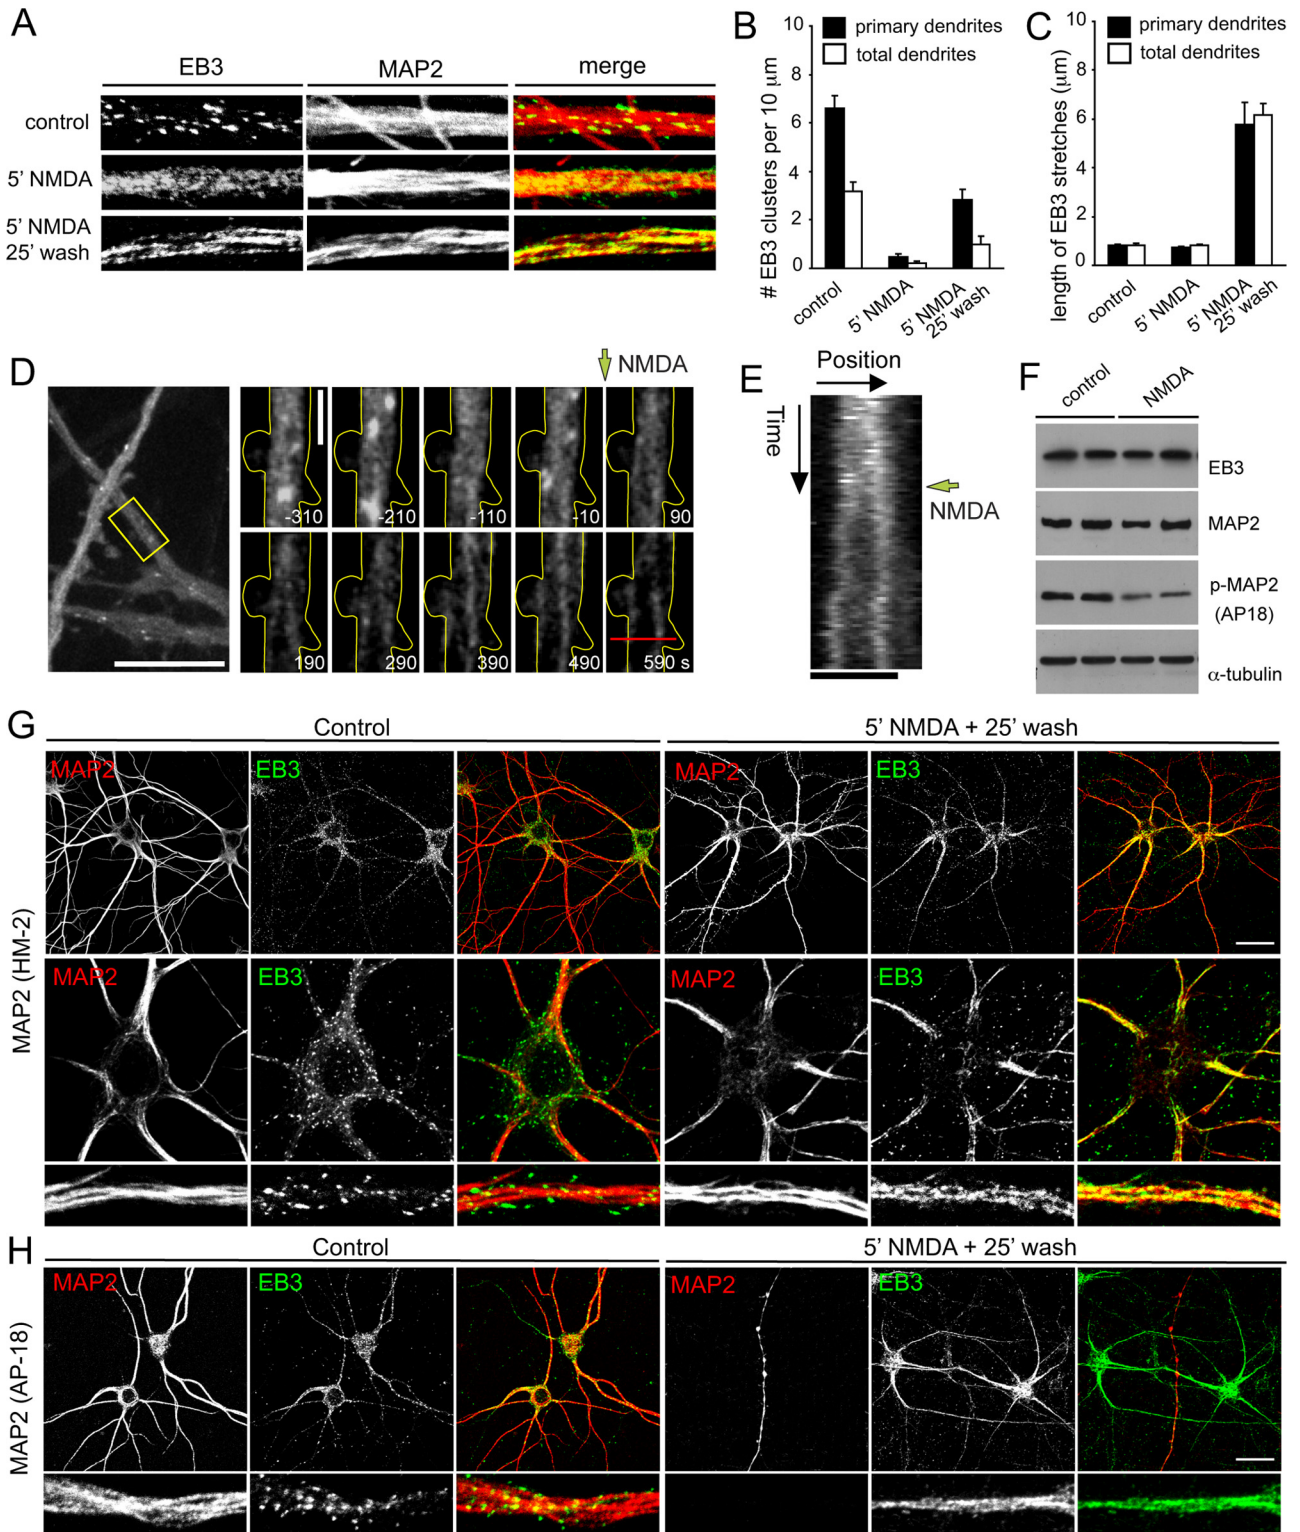 A
EB3 MAP2 merge
control
5’ NMDA
5’ NMDA
25’ wash
B
# EB3 clusters per 10 μm
10
8
6
4
2
0
primary dendrites
total dendrites
control
5’ NMDA
5’ NMDA
25’ wash
C
length of EB3 stretches (μm)
10
8
6
4
2
0
primary dendrites
total dendrites
control
5’ NMDA
5’ NMDA
25’ wash
D
NMDA
-310 -210 -110 -10 90
190 290 390 490 590 s
E
Position
Time
NMDA
F
control NMDA
EB3
MAP2
p-MAP2
(AP18)
α-tubulin
G
Control 5’ NMDA + 25’ wash
MAP2 (HM-2)
MAP2 EB3 MAP2 EB3
MAP2 EB3 MAP2 EB3
H
Control 5’ NMDA + 25’ wash
MAP2 (AP-18)
MAP2 EB3 MAP2 EB3